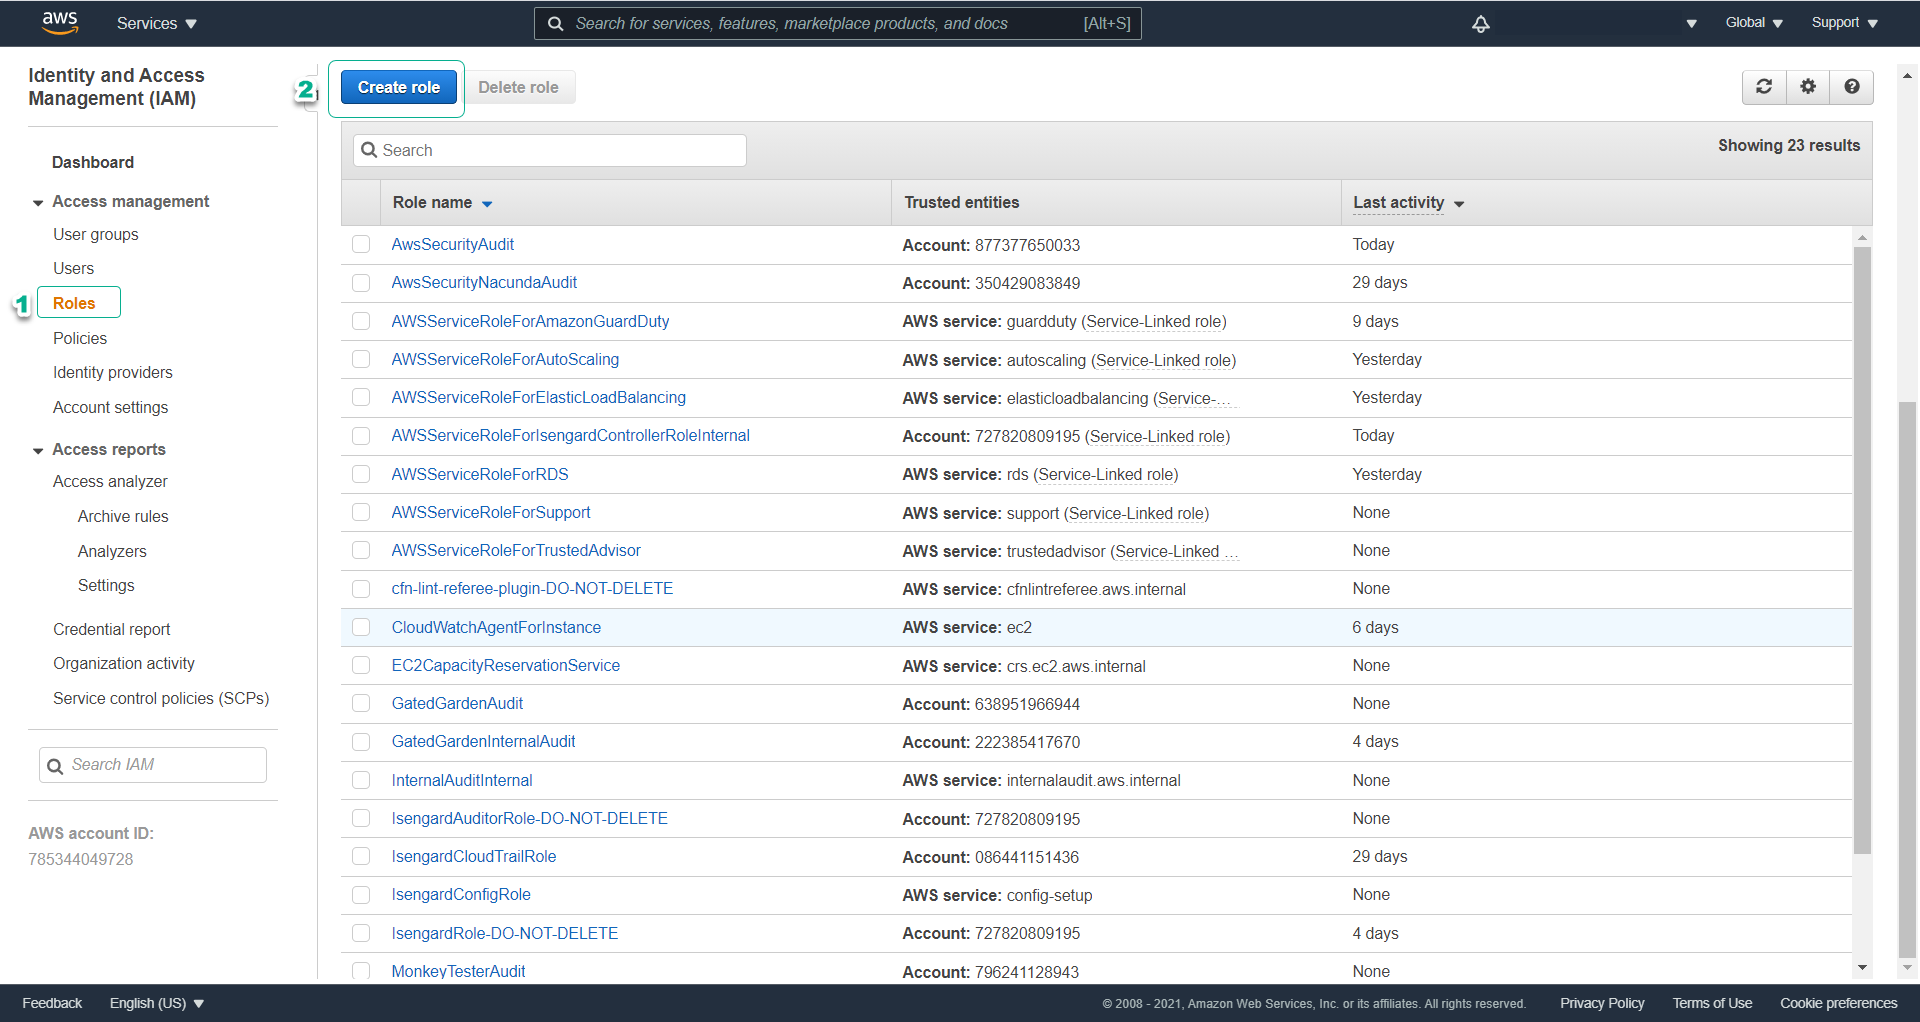 aws
Services
Search for services, features, marketplace products, and docs [Alt+S]
Global
Support
Identity and Access Management (IAM)
Dashboard
Access management
User groups
Users
1
Roles
Policies
Identity providers
Account settings
Access reports
Access analyzer
Archive rules
Analyzers
Settings
Credential report
Organization activity
Service control policies (SCPs)
Search IAM
AWS account ID:
785344049728
2
Create role
Delete role
Search
Showing 23 results
Role name Trusted entities Last activity
AwsSecurityAudit Account: 877377650033 Today
AwsSecurityNacundaAudit Account: 350429083849 29 days
AWSServiceRoleForAmazonGuardDuty AWS service: guardduty (Service-Linked role) 9 days
AWSServiceRoleForAutoScaling AWS service: autoscaling (Service-Linked role) Yesterday
AWSServiceRoleForElasticLoadBalancing AWS service: elasticloadbalancing (Service-... Yesterday
AWSServiceRoleForIsengardControllerRoleInternal Account: 727820809195 (Service-Linked role) Today
AWSServiceRoleForRDS AWS service: rds (Service-Linked role) Yesterday
AWSServiceRoleForSupport AWS service: support (Service-Linked role) None
AWSServiceRoleForTrustedAdvisor AWS service: trustedadvisor (Service-Linked ... None
cfn-lint-referee-plugin-DO-NOT-DELETE AWS service: cfnlintreferee.aws.internal None
CloudWatchAgentForInstance AWS service: ec2 6 days
EC2CapacityReservationService AWS service: crs.ec2.aws.internal None
GatedGardenAudit Account: 638951966944 None
GatedGardenInternalAudit Account: 222385417670 4 days
InternalAuditInternal AWS service: internalaudit.aws.internal None
IsengardAuditorRole-DO-NOT-DELETE Account: 727820809195 None
IsengardCloudTrailRole Account: 086441151436 29 days
IsengardConfigRole AWS service: config-setup None
IsengardRole-DO-NOT-DELETE Account: 727820809195 4 days
MonkeyTesterAudit Account: 796241128943 None
Feedback
English (US)
© 2008 - 2021, Amazon Web Services, Inc. or its affiliates. All rights reserved.
Privacy Policy
Terms of Use
Cookie preferences